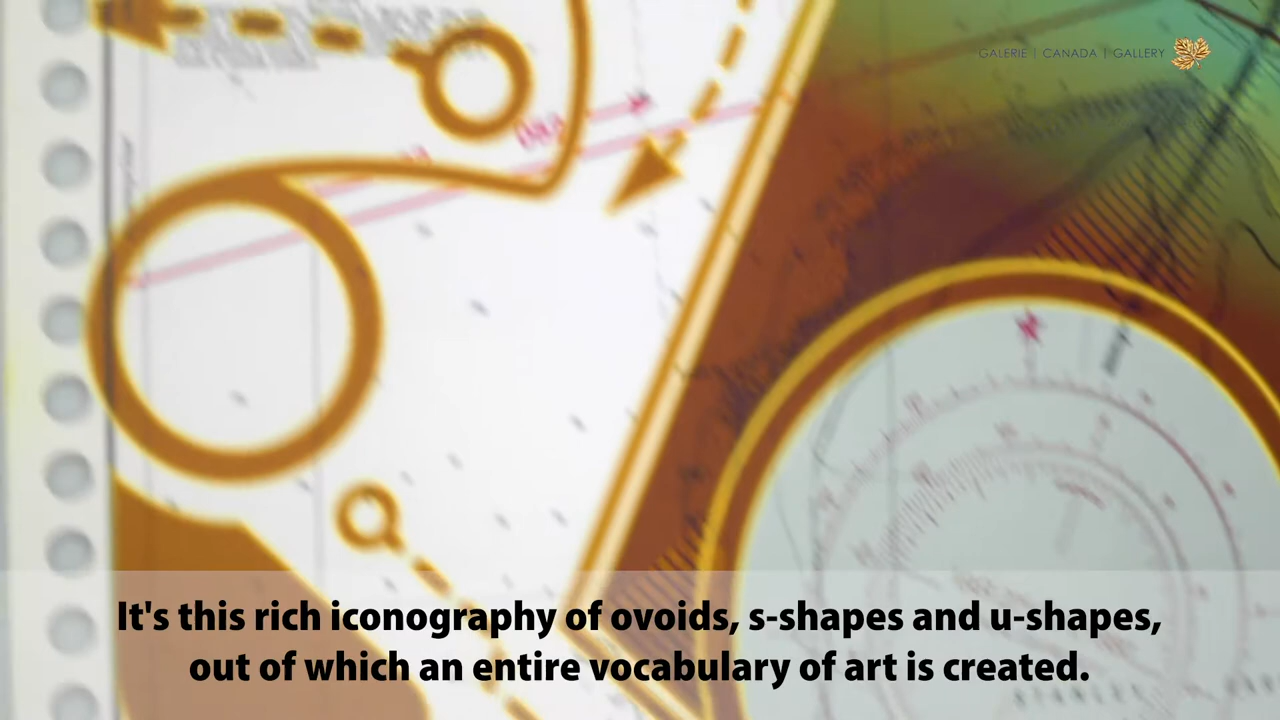 GALERIE | CANADA | GALLERY
It's this rich iconography of ovoids, s-shapes and u-shapes,
out of which an entire vocabulary of art is created.